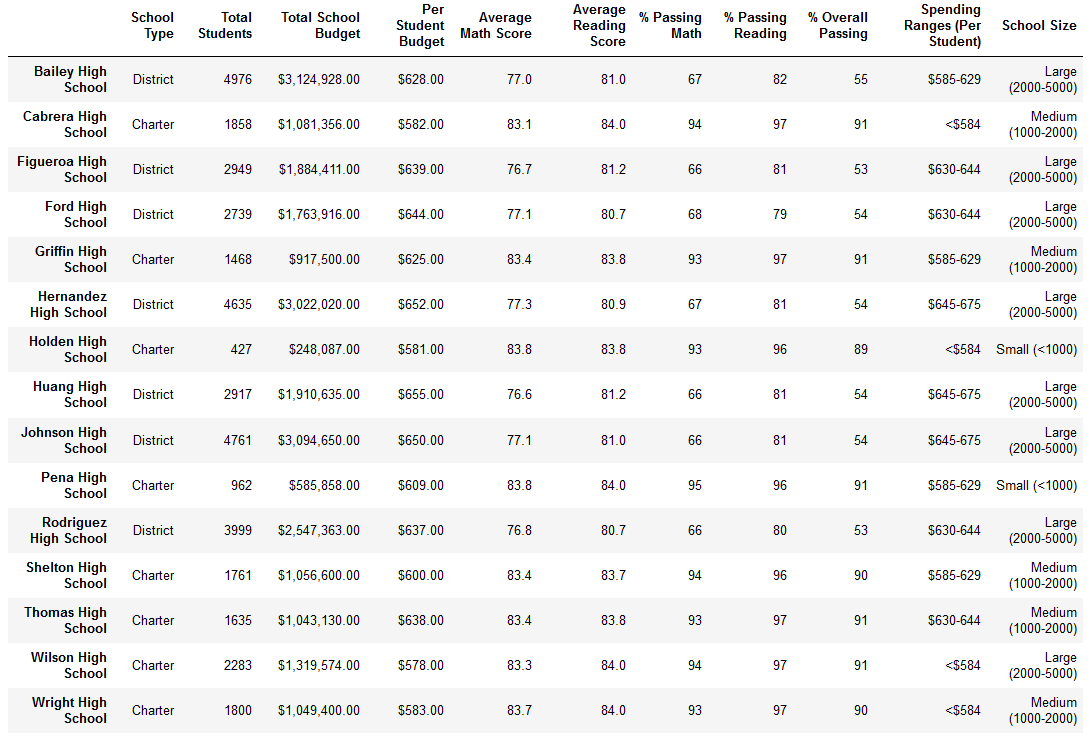 School Type Total Students Total School Budget Per Student Budget Average Math Score Average Reading Score % Passing Math % Passing Reading % Overall Passing Spending Ranges (Per Student) School Size
Bailey High School District 4976 $3,124,928.00 $628.00 77.0 81.0 67 82 55 $585-629 Large (2000-5000)
Cabrera High School Charter 1858 $1,081,356.00 $582.00 83.1 84.0 94 97 91 <$584 Medium (1000-2000)
Figueroa High School District 2949 $1,884,411.00 $639.00 76.7 81.2 66 81 53 $630-644 Large (2000-5000)
Ford High School District 2739 $1,763,916.00 $644.00 77.1 80.7 68 79 54 $630-644 Large (2000-5000)
Griffin High School Charter 1468 $917,500.00 $625.00 83.4 83.8 93 97 91 $585-629 Medium (1000-2000)
Hernandez High School District 4635 $3,022,020.00 $652.00 77.3 80.9 67 81 54 $645-675 Large (2000-5000)
Holden High School Charter 427 $248,087.00 $581.00 83.8 83.8 93 96 89 <$584 Small (<1000)
Huang High School District 2917 $1,910,635.00 $655.00 76.6 81.2 66 81 54 $645-675 Large (2000-5000)
Johnson High School District 4761 $3,094,650.00 $650.00 77.1 81.0 66 81 54 $645-675 Large (2000-5000)
Pena High School Charter 962 $585,858.00 $609.00 83.8 84.0 95 96 91 $585-629 Small (<1000)
Rodriguez High School District 3999 $2,547,363.00 $637.00 76.8 80.7 66 80 53 $630-644 Large (2000-5000)
Shelton High School Charter 1761 $1,056,600.00 $600.00 83.4 83.7 94 96 90 $585-629 Medium (1000-2000)
Thomas High School Charter 1635 $1,043,130.00 $638.00 83.4 83.8 93 97 91 $630-644 Medium (1000-2000)
Wilson High School Charter 2283 $1,319,574.00 $578.00 83.3 84.0 94 97 91 <$584 Large (2000-5000)
Wright High School Charter 1800 $1,049,400.00 $583.00 83.7 84.0 93 97 90 <$584 Medium (1000-2000)